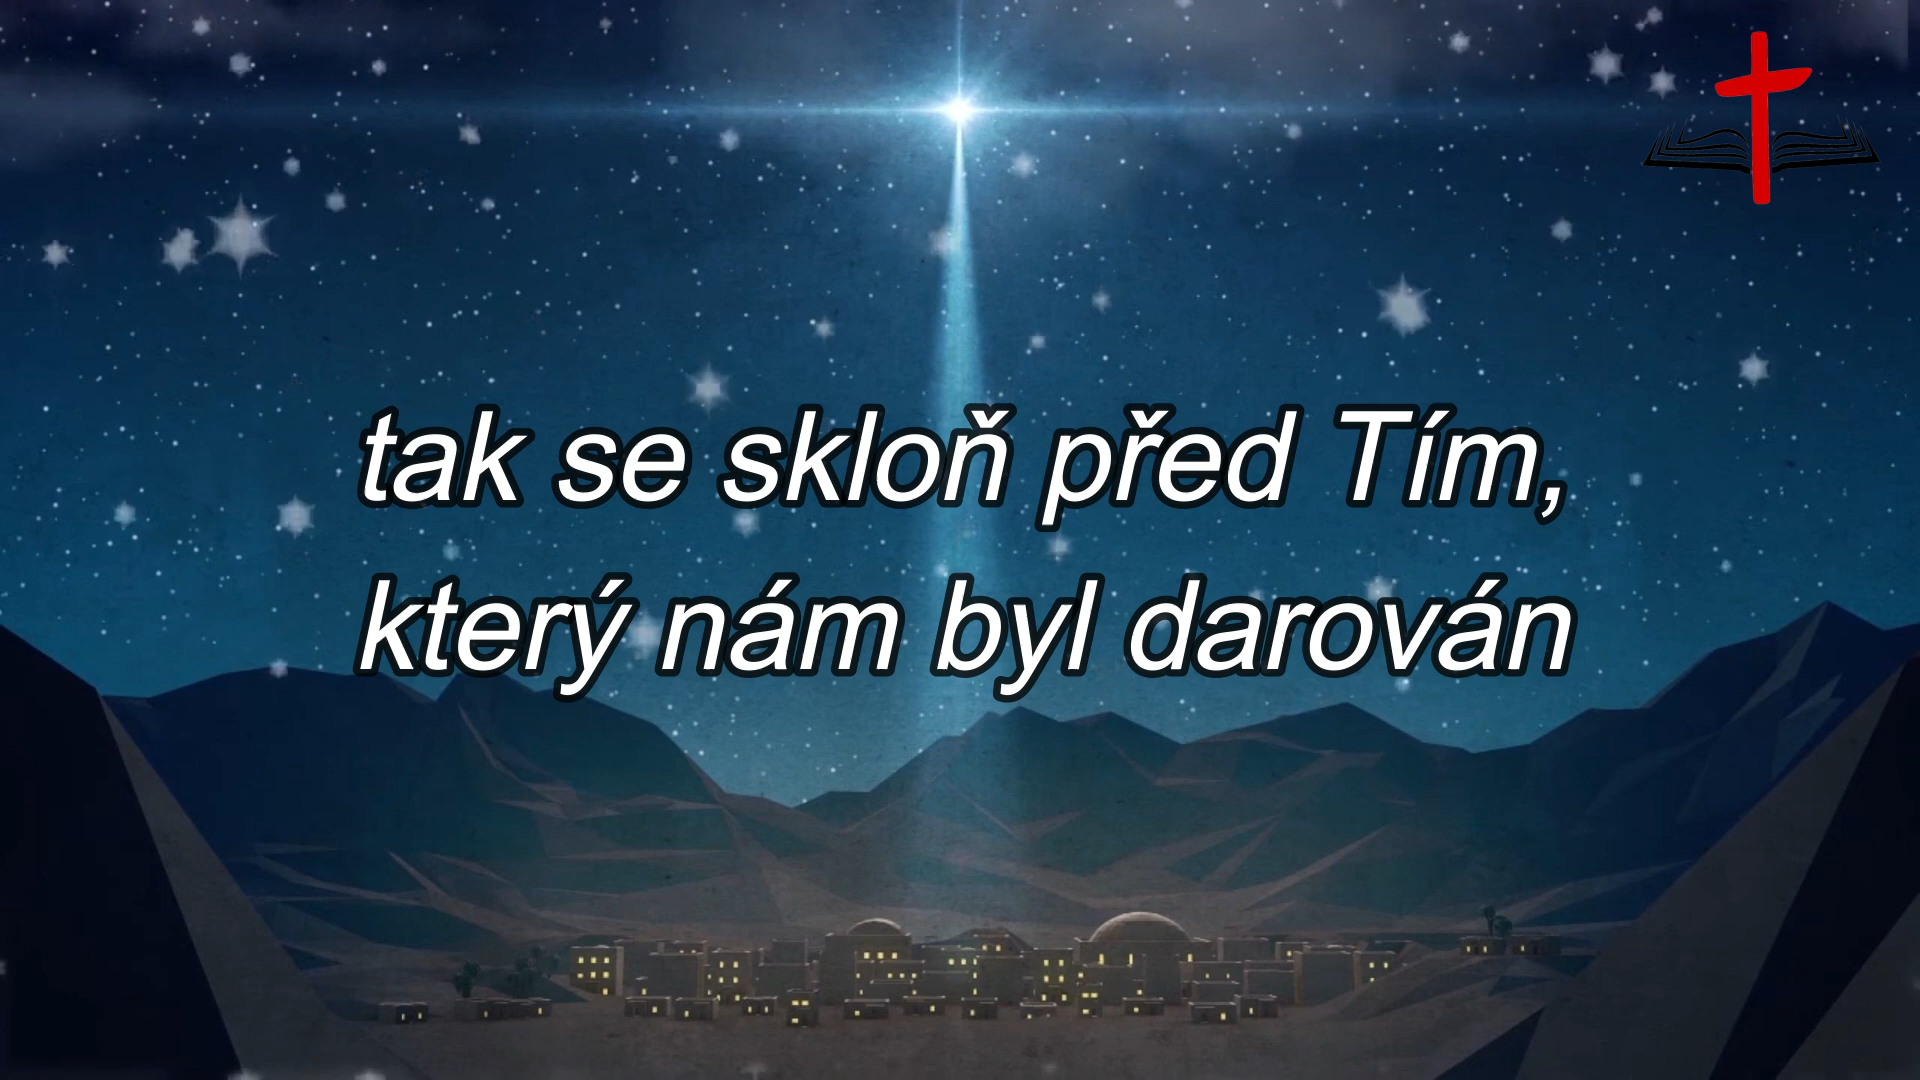 tak se skloň před Tím,
který nám byl darován